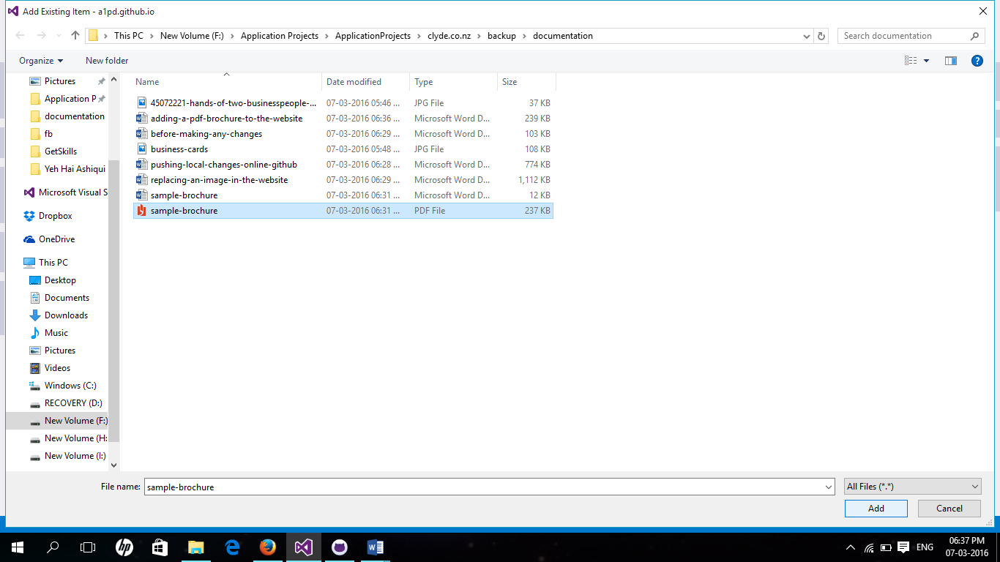 Add Existing Item - a1pd.github.io
This PC > New Volume (F:) > Application Projects > ApplicationProjects > clyde.co.nz > backup > documentation
Search documentation
Organize New folder
Name Date modified Type Size
45072221-hands-of-two-businesspeople-... 07-03-2016 05:46 ... JPG File 37 KB
adding-a-pdf-brochure-to-the-website 07-03-2016 06:36 ... Microsoft Word D... 239 KB
before-making-any-changes 07-03-2016 06:29 ... Microsoft Word D... 103 KB
business-cards 07-03-2016 05:48 ... JPG File 108 KB
pushing-local-changes-online-github 07-03-2016 06:28 ... Microsoft Word D... 774 KB
replacing-an-image-in-the-website 07-03-2016 06:29 ... Microsoft Word D... 1,112 KB
sample-brochure 07-03-2016 06:31 ... Microsoft Word D... 12 KB
sample-brochure 07-03-2016 06:31 ... PDF File 237 KB
Pictures
Application P
documentation
fb
GetSkills
Yeh Hai Ashiqui
Microsoft Visual S
Dropbox
OneDrive
This PC
Desktop
Documents
Downloads
Music
Pictures
Videos
Windows (C:)
RECOVERY (D:)
New Volume (F:)
New Volume (H:
New Volume (I:)
File name: sample-brochure All Files (*.*)
Add Cancel
hp
ENG
06:37 PM
07-03-2016